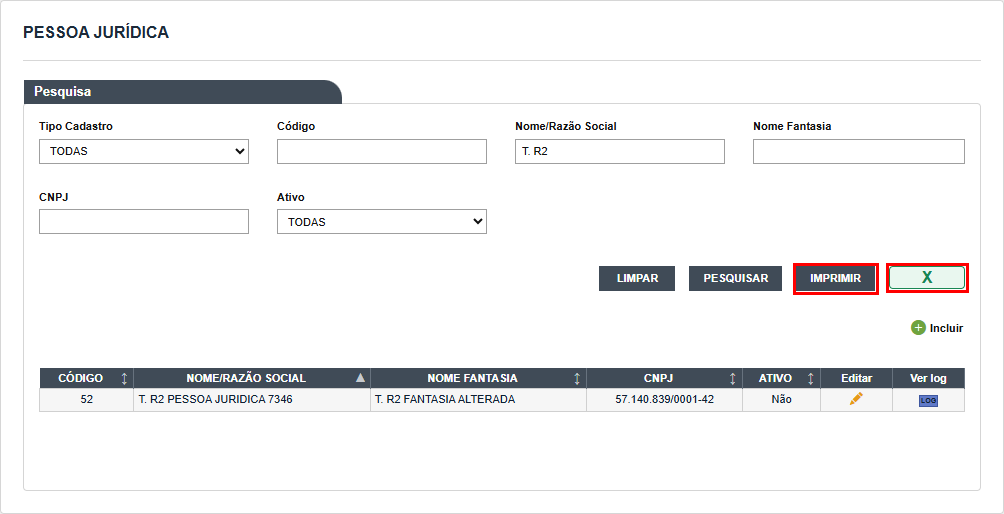 PESSOA JURÍDICA
Pesquisa
Tipo Cadastro Código Nome/Razão Social Nome Fantasia
TODAS T. R2
CNPJ Ativo
TODAS
LIMPAR PESQUISAR IMPRIMIR X
Incluir
CÓDIGO NOME/RAZÃO SOCIAL NOME FANTASIA CNPJ ATIVO Editar Ver log
52 T. R2 PESSOA JURIDICA 7346 T. R2 FANTASIA ALTERADA 57.140.839/0001-42 Não LOG